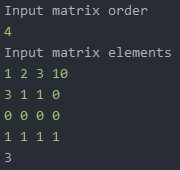 Input matrix order
4
Input matrix elements
1 2 3 10
3 1 1 0
0 0 0 0
1 1 1 1
3